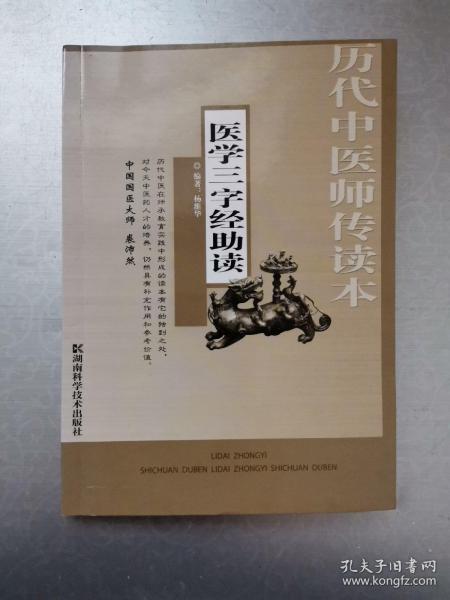 历代中医师传读本
医学三字经助读
◎编著：杨维华
历代中医在师承教育实践中形成的读本有它的独到之处，
对今天中医药人才的培养，仍然具有补充作用和参考价值。
中国国医大师 裘沛然
湖南科学技术出版社
LIDAI ZHONGYI
SHICHUAN DUBEN LIDAI ZHONGYI SHICHUAN DUBEN
孔夫子旧书网
www.kongfz.com